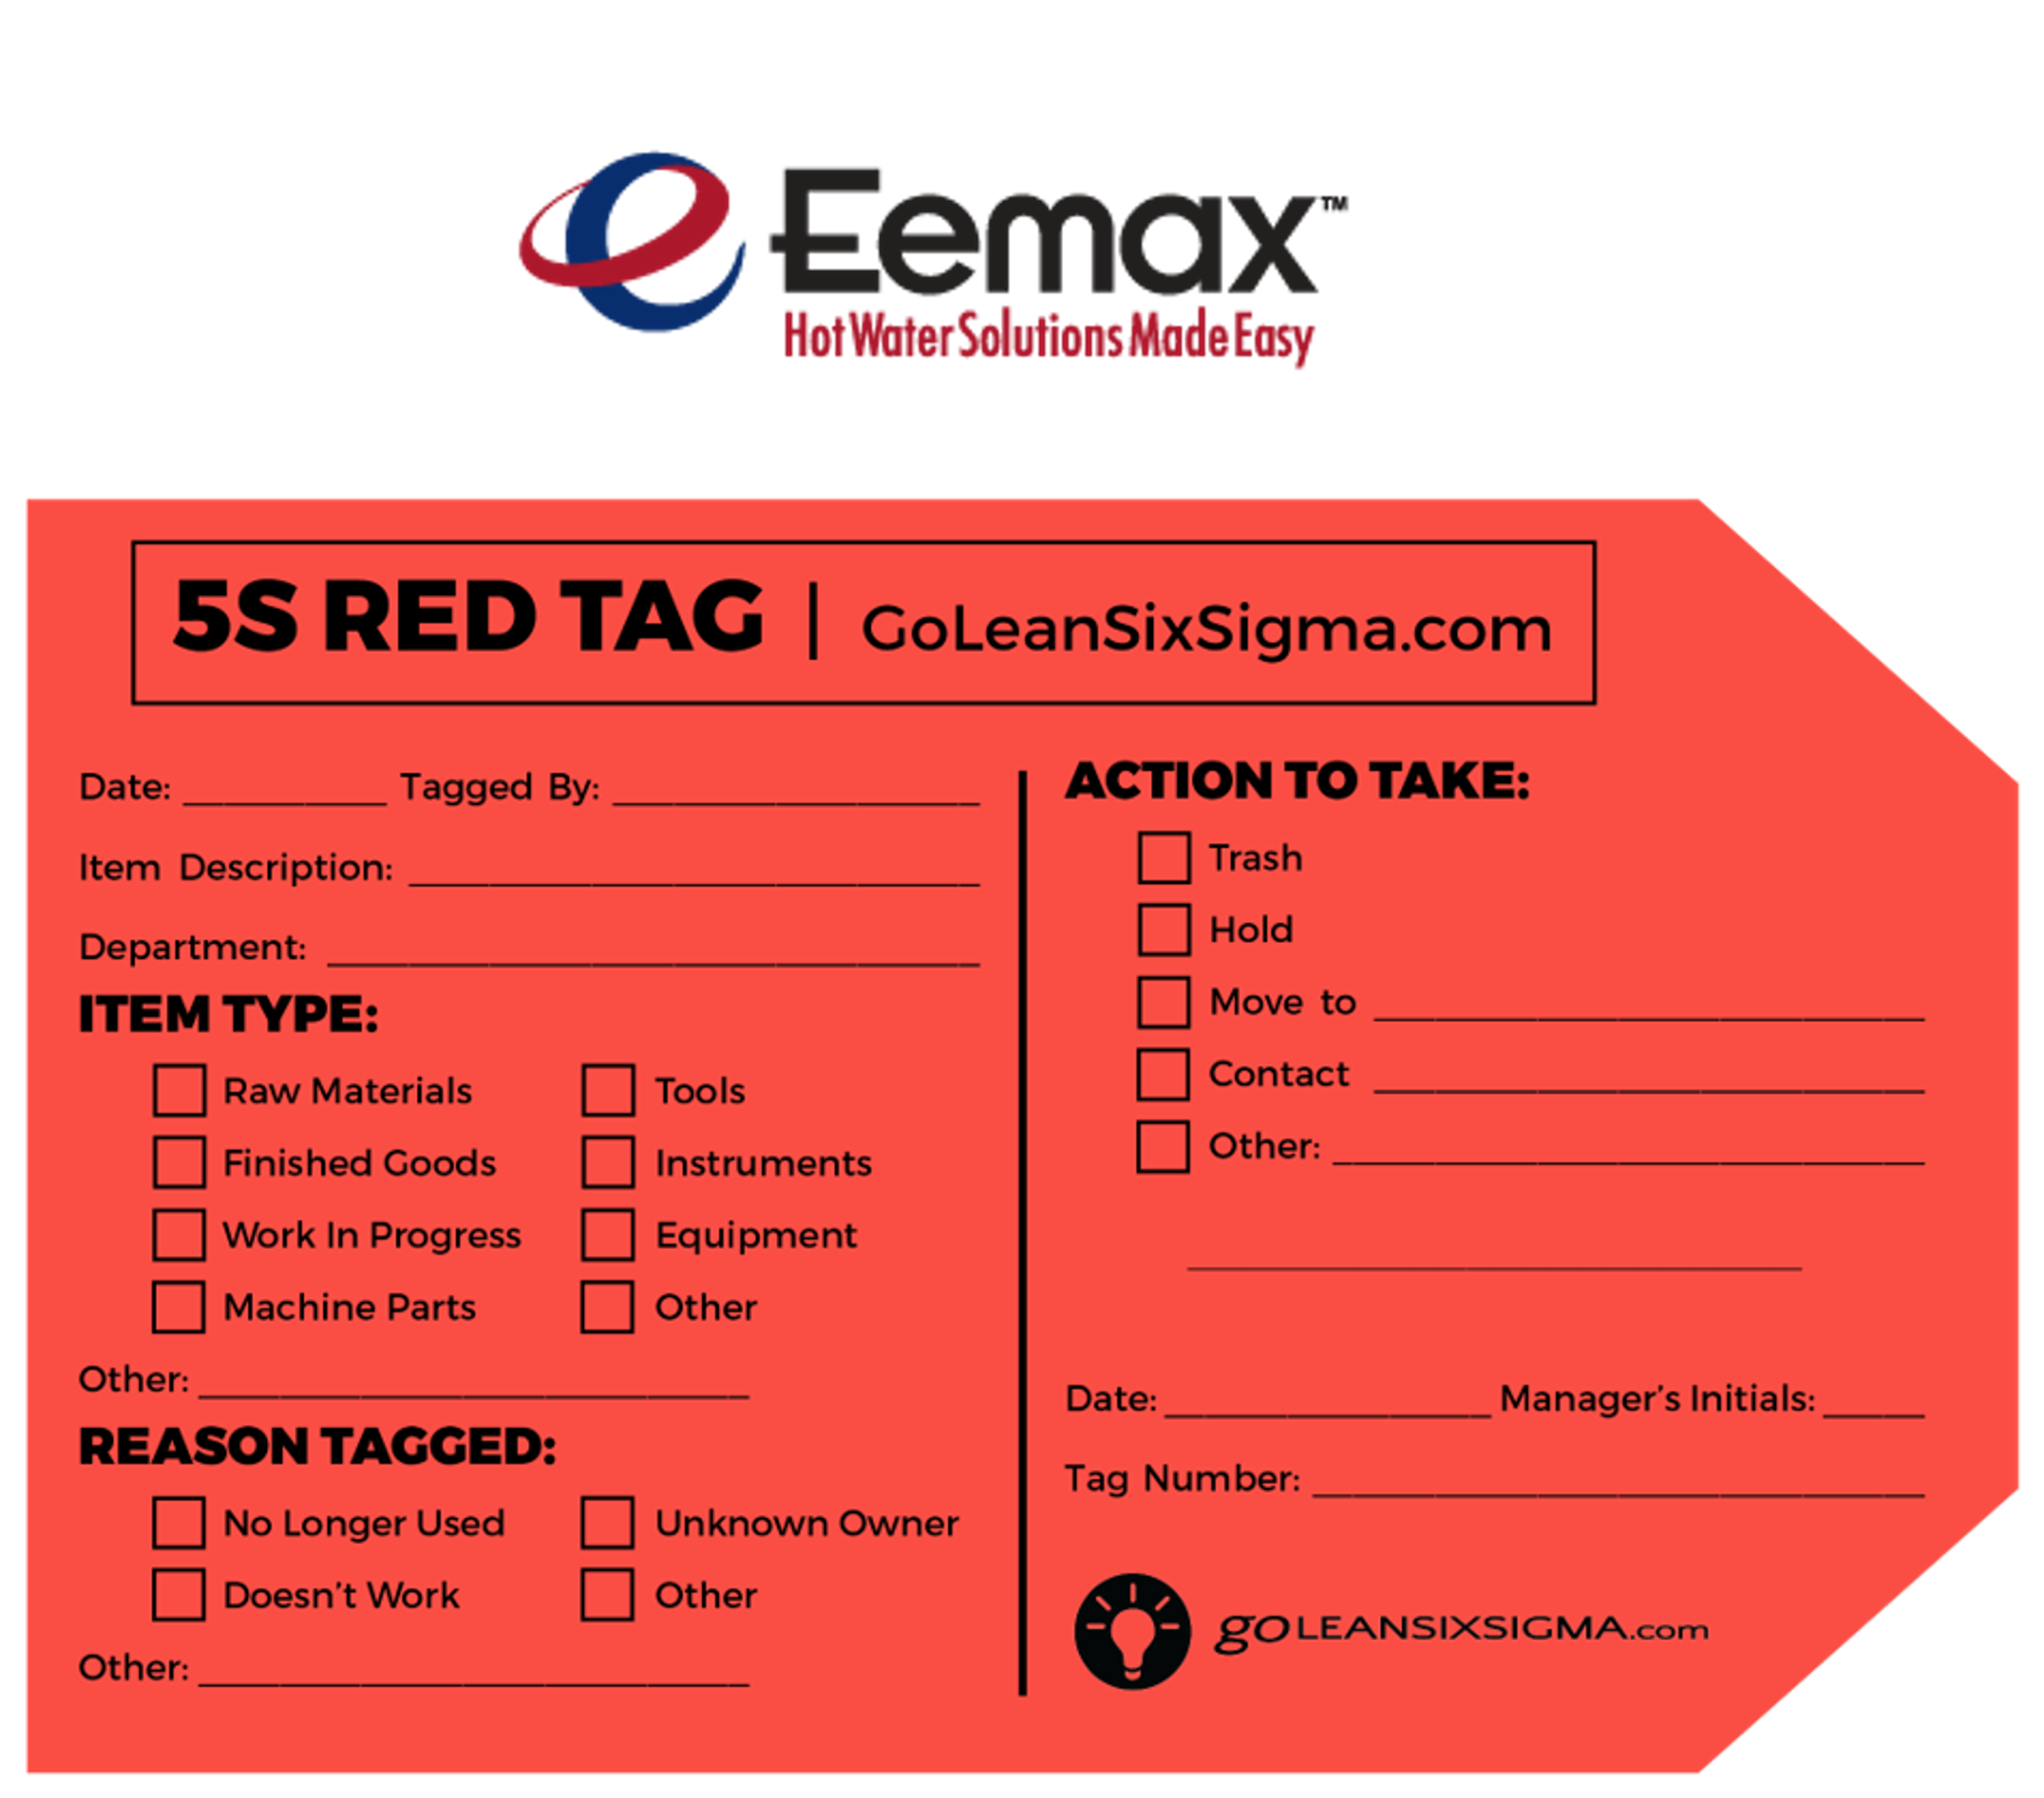 Eemax™
Hot Water Solutions Made Easy
5S RED TAG | GoLeanSixSigma.com
Date: __________ Tagged By: __________________
Item Description: ____________________________
Department: ________________________________
ITEM TYPE:
Raw Materials
Tools
Finished Goods
Instruments
Work In Progress
Equipment
Machine Parts
Other
Other: ___________________________
REASON TAGGED:
No Longer Used
Unknown Owner
Doesn't Work
Other
Other: ___________________________
ACTION TO TAKE:
Trash
Hold
Move to ___________________________
Contact ___________________________
Other: _____________________________
______________________________
Date: ________________ Manager's Initials: _____
Tag Number: ______________________________
goLEANSIXSIGMA.com